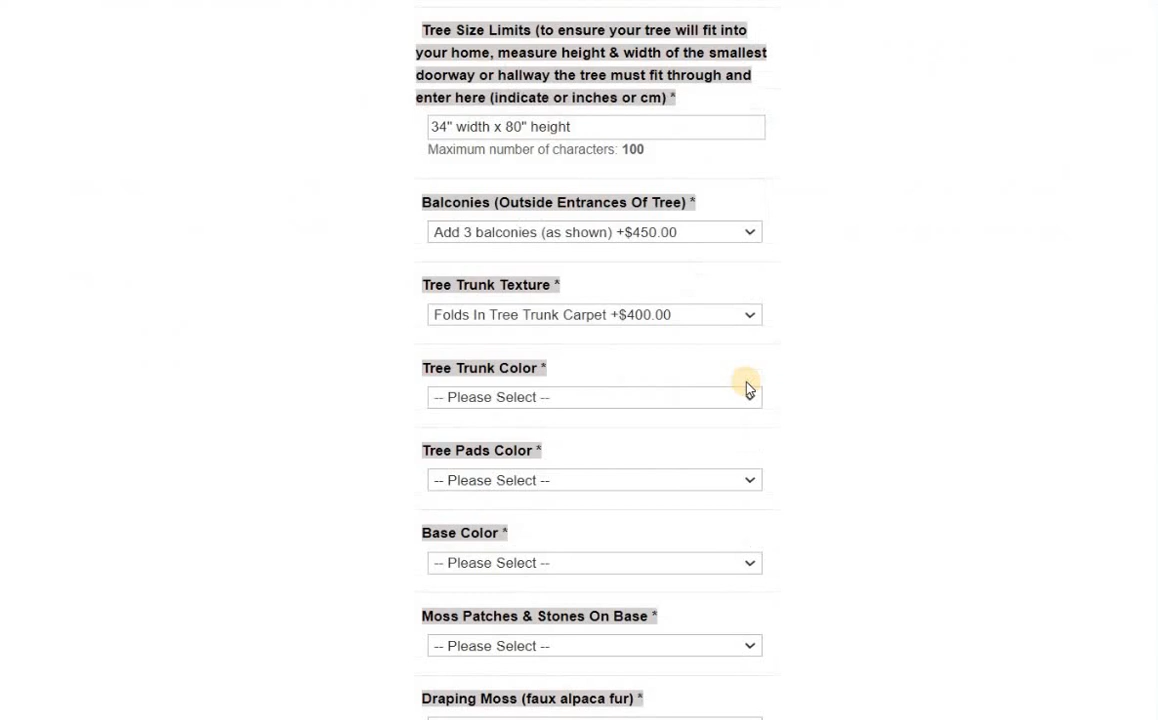 Tree Size Limits (to ensure your tree will fit into
your home, measure height & width of the smallest
doorway or hallway the tree must fit through and
enter here (indicate or inches or cm) *
34" width x 80" height
Maximum number of characters: 100
Balconies (Outside Entrances Of Tree) *
Add 3 balconies (as shown) +$450.00
Tree Trunk Texture *
Folds In Tree Trunk Carpet +$400.00
Tree Trunk Color *
-- Please Select --
Tree Pads Color *
-- Please Select --
Base Color *
-- Please Select --
Moss Patches & Stones On Base *
-- Please Select --
Draping Moss (faux alpaca fur) *